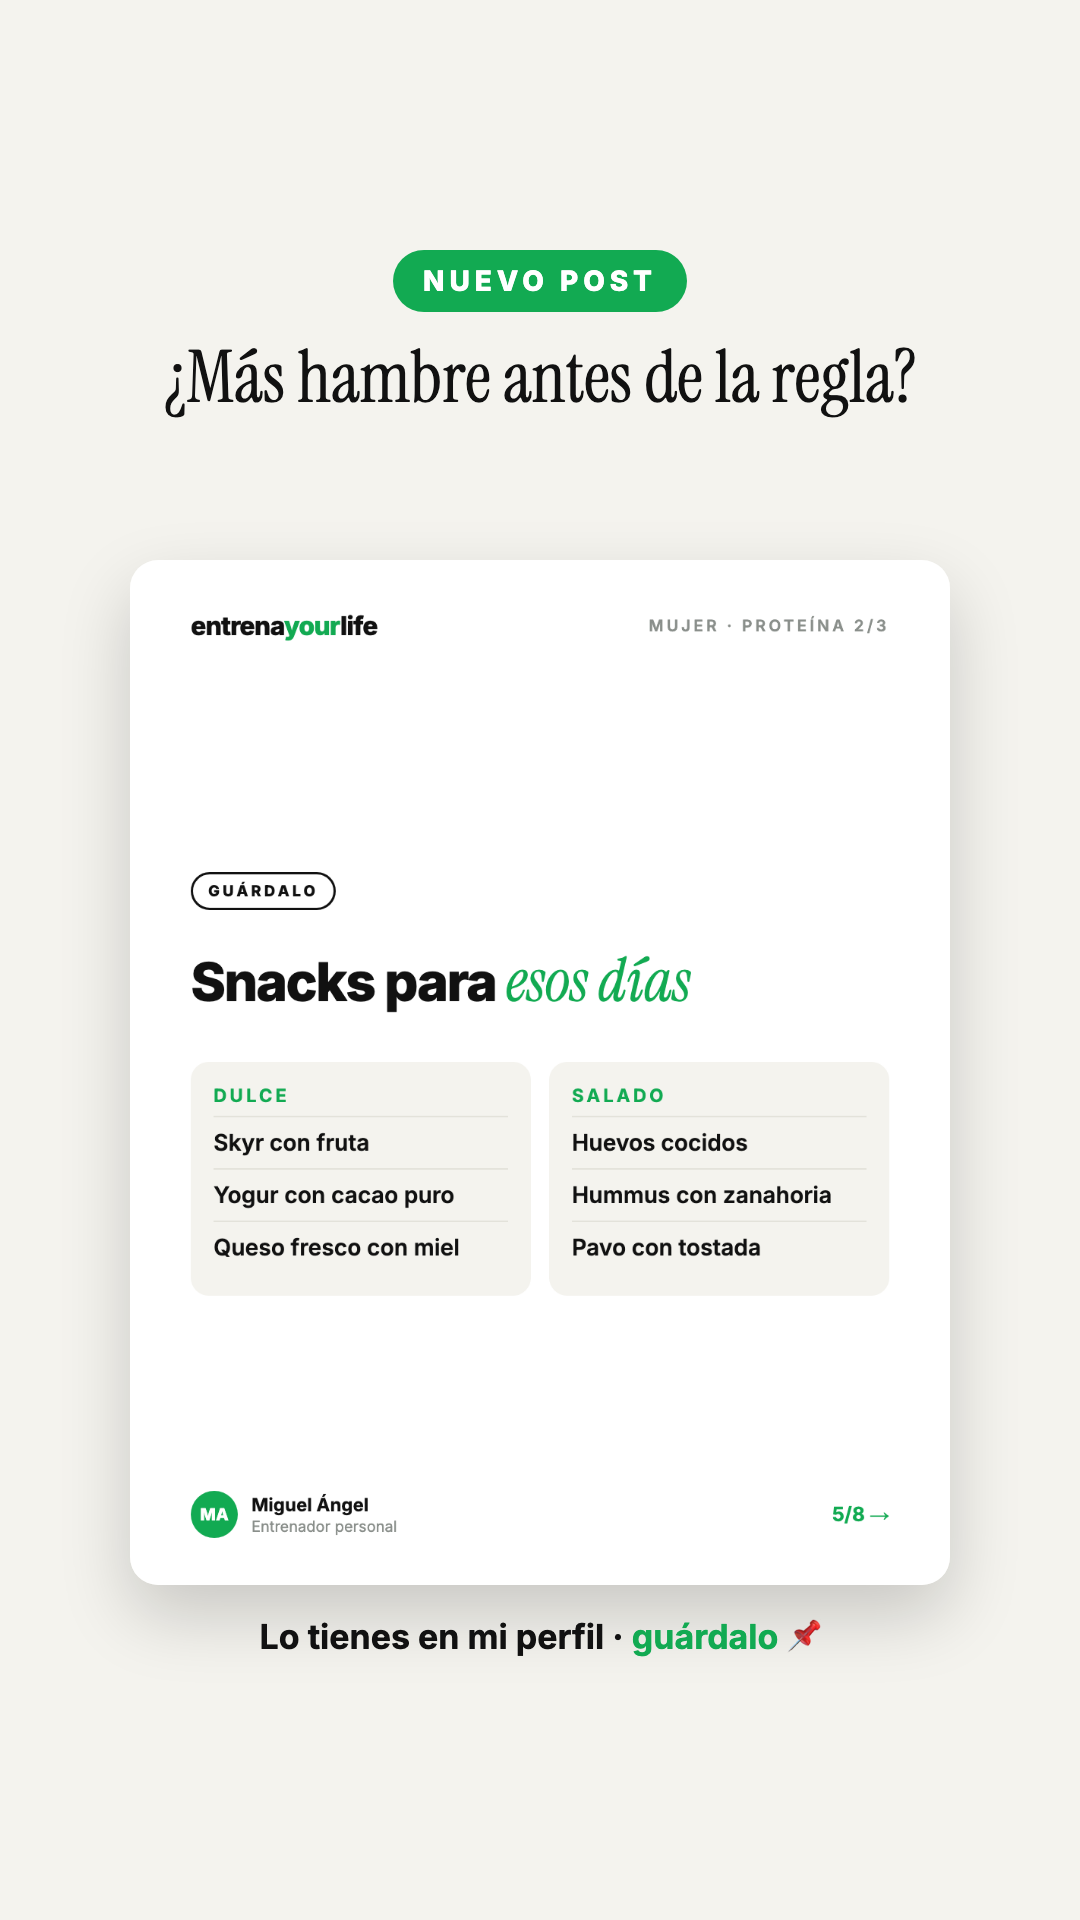 NUEVO POST
¿Más hambre antes de la regla?
entrenayourlife
MUJER · PROTEÍNA 2/3
GUÁRDALO
Snacks para esos días
DULCE
Skyr con fruta
Yogur con cacao puro
Queso fresco con miel
SALADO
Huevos cocidos
Hummus con zanahoria
Pavo con tostada
MA
Miguel Ángel
Entrenador personal
5/8 →
Lo tienes en mi perfil · guárdalo 📌